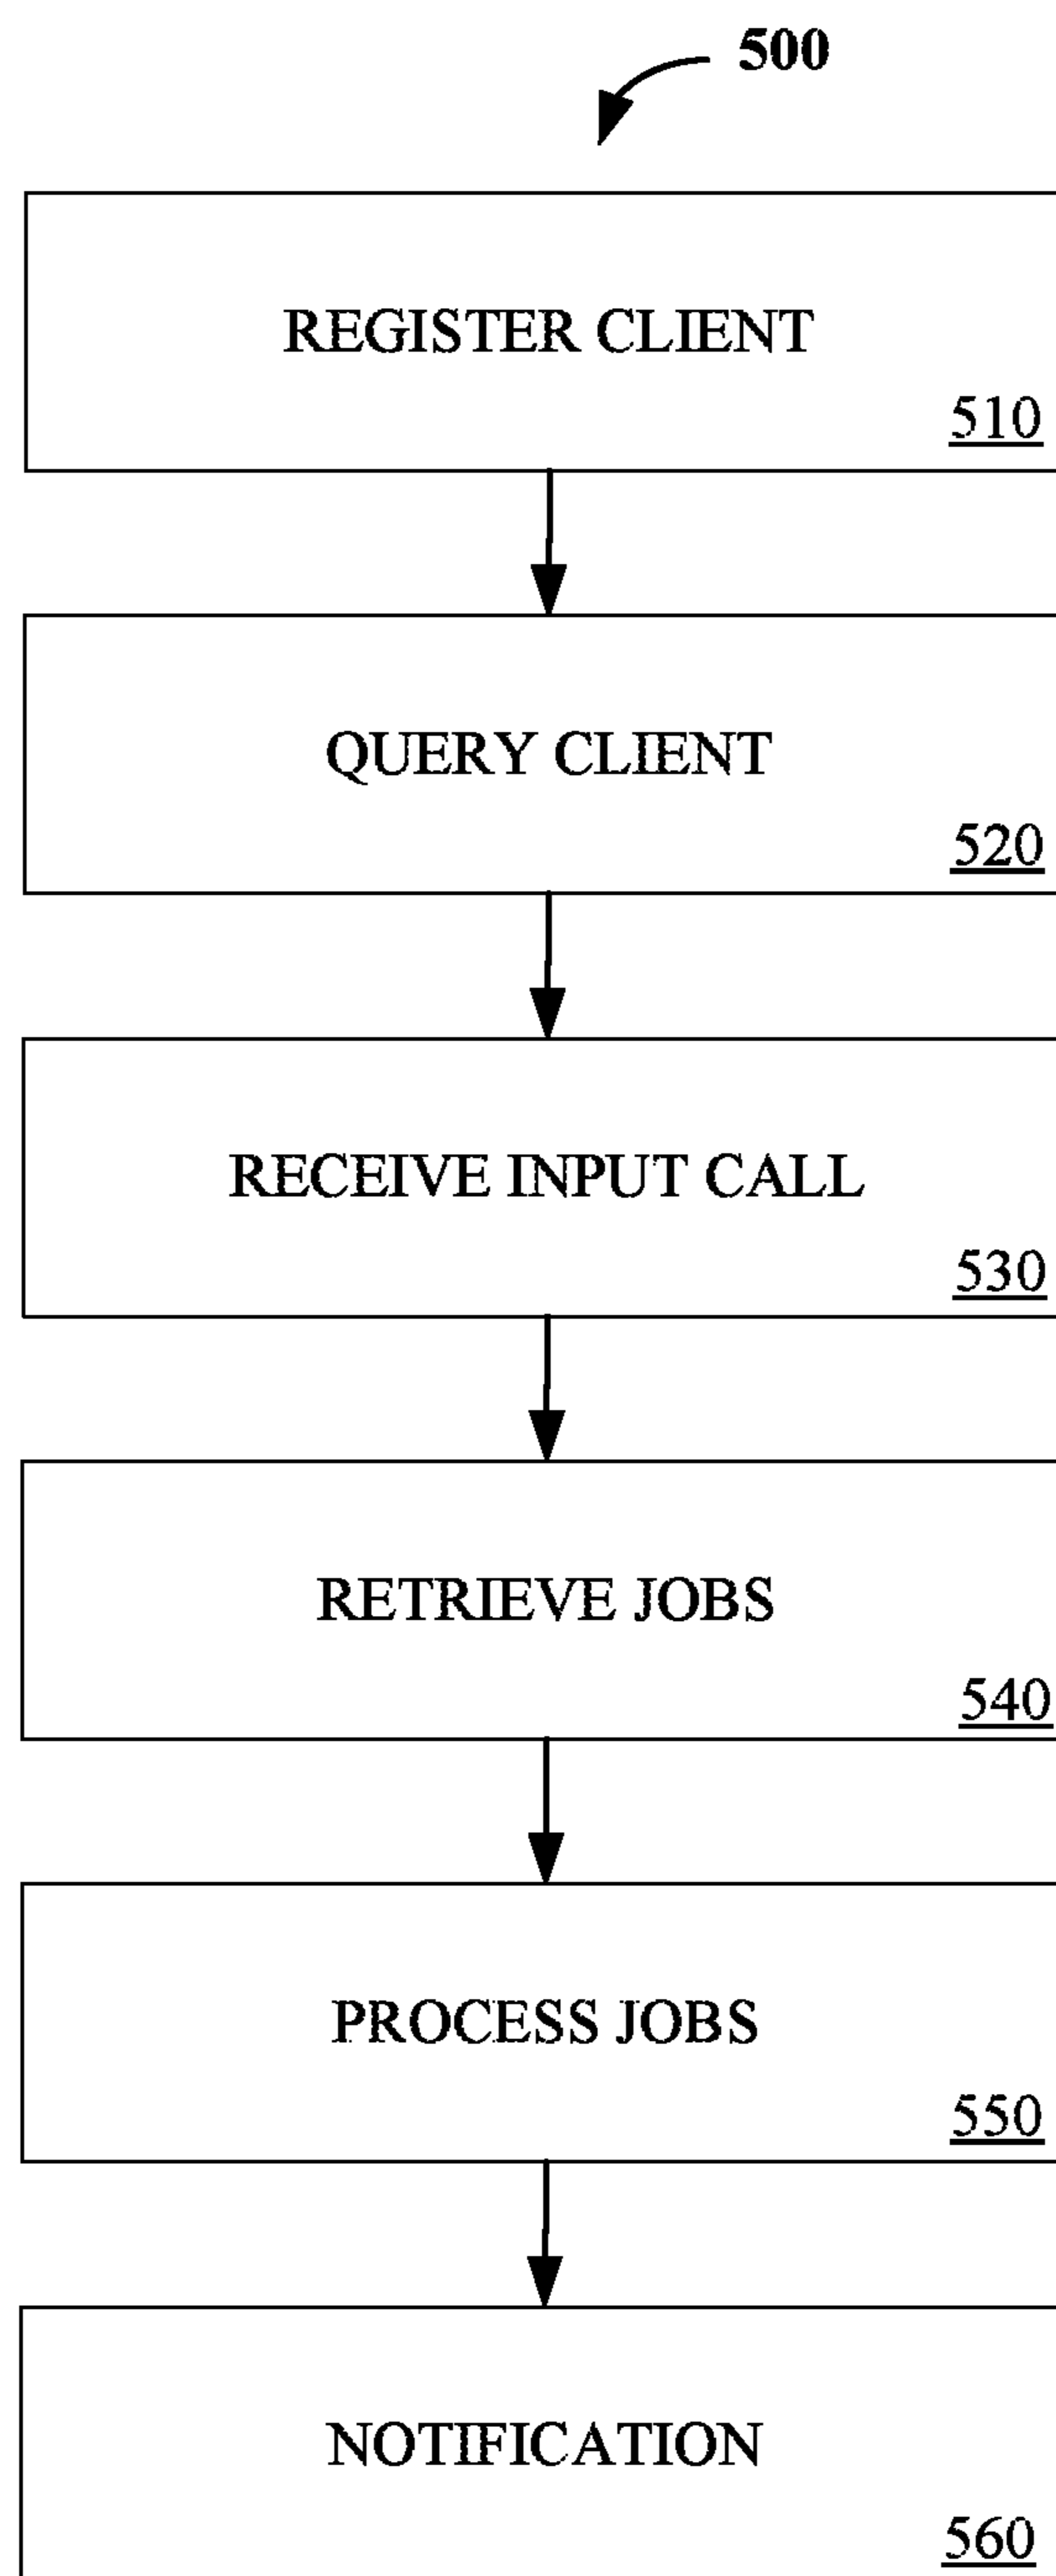 500
REGISTER CLIENT
510
QUERY CLIENT
520
RECEIVE INPUT CALL
530
RETRIEVE JOBS
540
PROCESS JOBS
550
NOTIFICATION
560